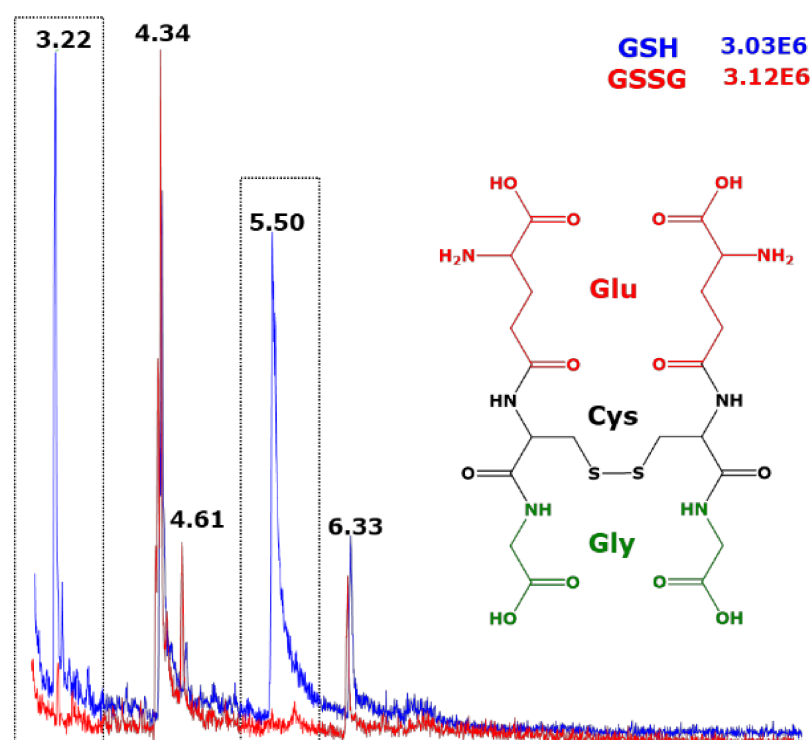 3.22
4.34
GSH 3.03E6
GSSG 3.12E6
5.50
4.61
6.33
HO
OH
O
O
H₂N
NH₂
Glu
O
O
HN
NH
Cys
O
S
S
O
NH
HN
Gly
O
O
HO
OH